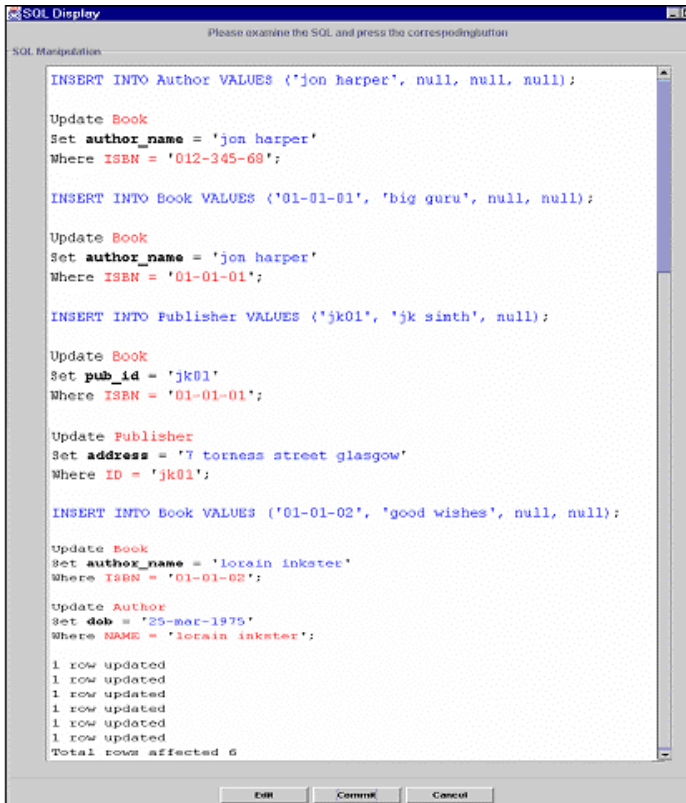 SQL Display
Please examine the SQL and press the correspodingbutton
SQL Manipulation
INSERT INTO Author VALUES ('jon harper', null, null, null);
Update Book
Set author_name = 'jon harper'
Where ISBN = '012-345-68';
INSERT INTO Book VALUES ('01-01-01', 'big guru', null, null);
Update Book
Set author_name = 'jon harper'
Where ISBN = '01-01-01';
INSERT INTO Publisher VALUES ('jk01', 'jk sinth', null);
Update Book
Set pub_id = 'jk01'
Where ISBN = '01-01-01';
Update Publisher
Set address = '7 torness street glasgow'
Where ID = 'jk01';
INSERT INTO Book VALUES ('01-01-02', 'good wishes', null, null);
Update Book
Set author_name = 'lorain inkster'
Where ISBN = '01-01-02';
Update Author
Set dob = '25-mar-1975'
Where NAME = 'lorain inkster';
1 row updated
1 row updated
1 row updated
1 row updated
1 row updated
1 row updated
Total rows affected 6
Edit Commit Cancel